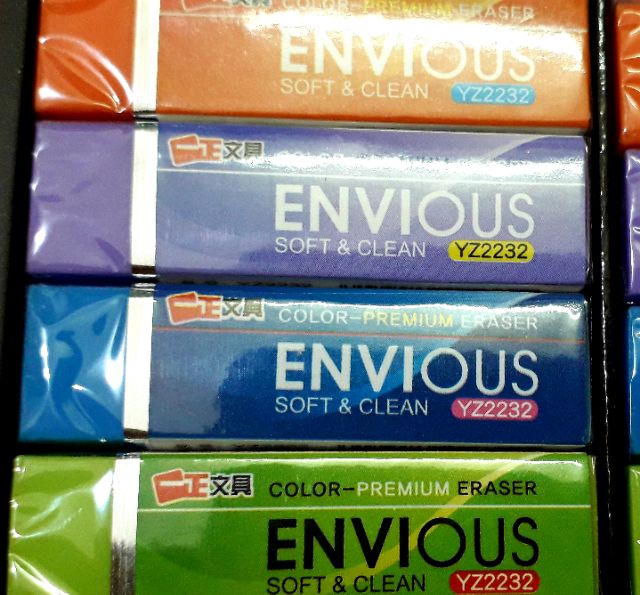 COLOR-PREMIUM ERASER
ENVIOUS
SOFT & CLEAN YZ2232
一正文具
ENVIOUS
SOFT & CLEAN YZ2232
一正文具 COLOR-PREMIUM ERASER
ENVIOUS
SOFT & CLEAN YZ2232
一正文具 COLOR-PREMIUM ERASER
ENVIOUS
SOFT & CLEAN YZ2232